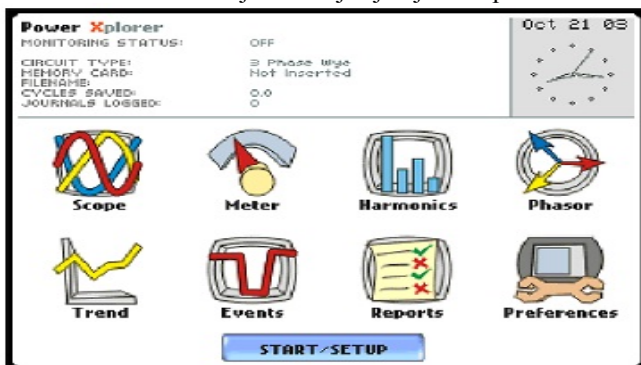 Power Xplorer
Oct 21 03
MONITORING STATUS: OFF
CIRCUIT TYPE: 3 Phase Wye
MEMORY CARD: Not Inserted
FILENAME:
CYCLES SAVED: 0.0
JOURNALS LOGGED: 0
Scope Meter Harmonics Phasor
Trend Events Reports Preferences
START/SETUP